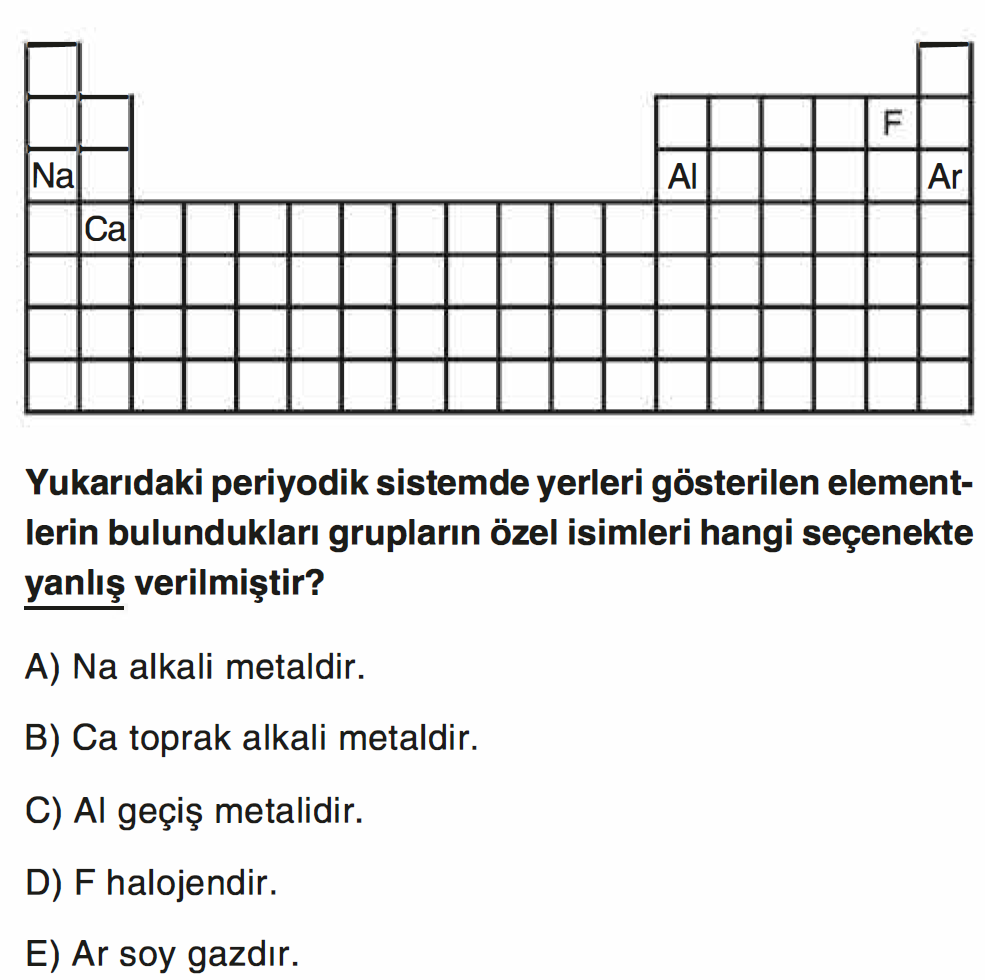 F
Na Al Ar
Ca
Yukarıdaki periyodik sistemde yerleri gösterilen element-
lerin bulundukları grupların özel isimleri hangi seçenekte
yanlış verilmiştir?
A) Na alkali metaldir.
B) Ca toprak alkali metaldir.
C) Al geçiş metalidir.
D) F halojendir.
E) Ar soy gazdır.